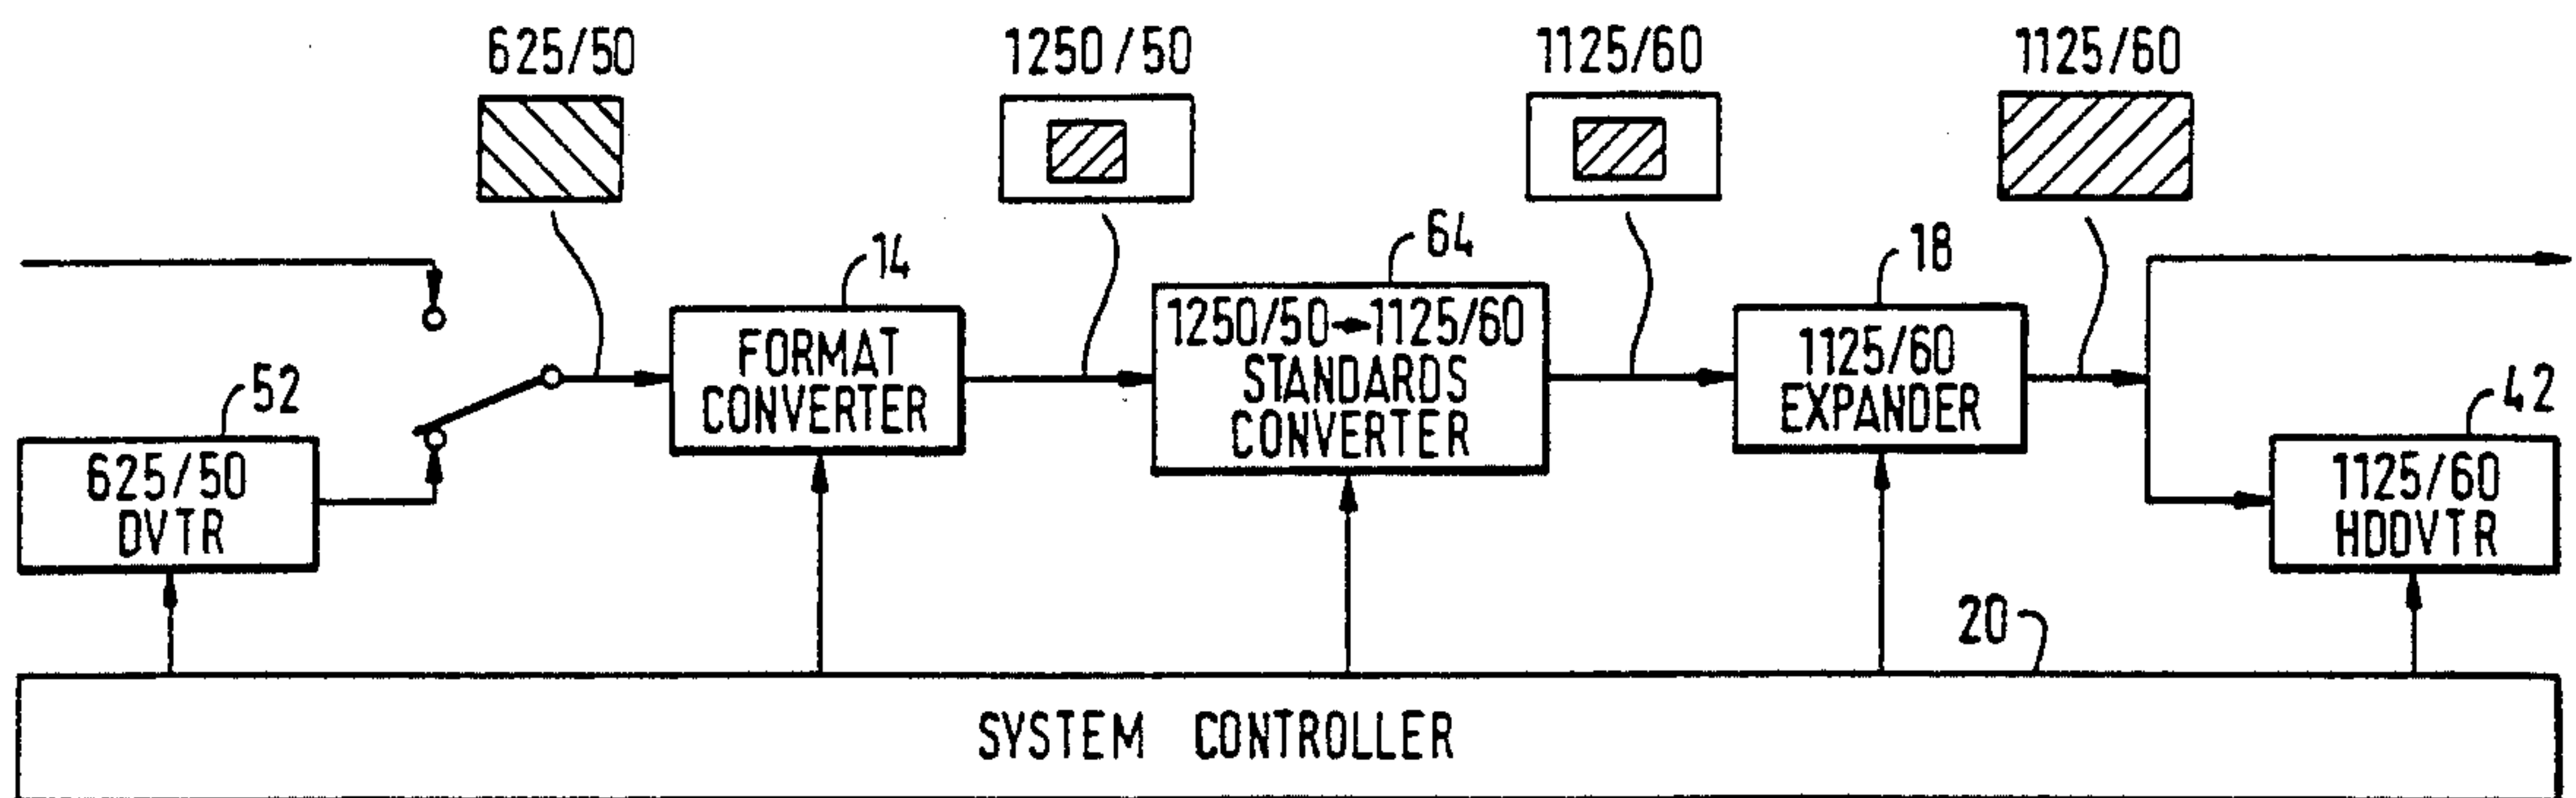 625/50
1250/50
1125/60
1125/60
14
64
18
52
42
FORMAT
CONVERTER
1250/50→1125/60
STANDARDS
CONVERTER
1125/60
EXPANDER
625/50
DVTR
1125/60
HDDVTR
20
SYSTEM CONTROLLER